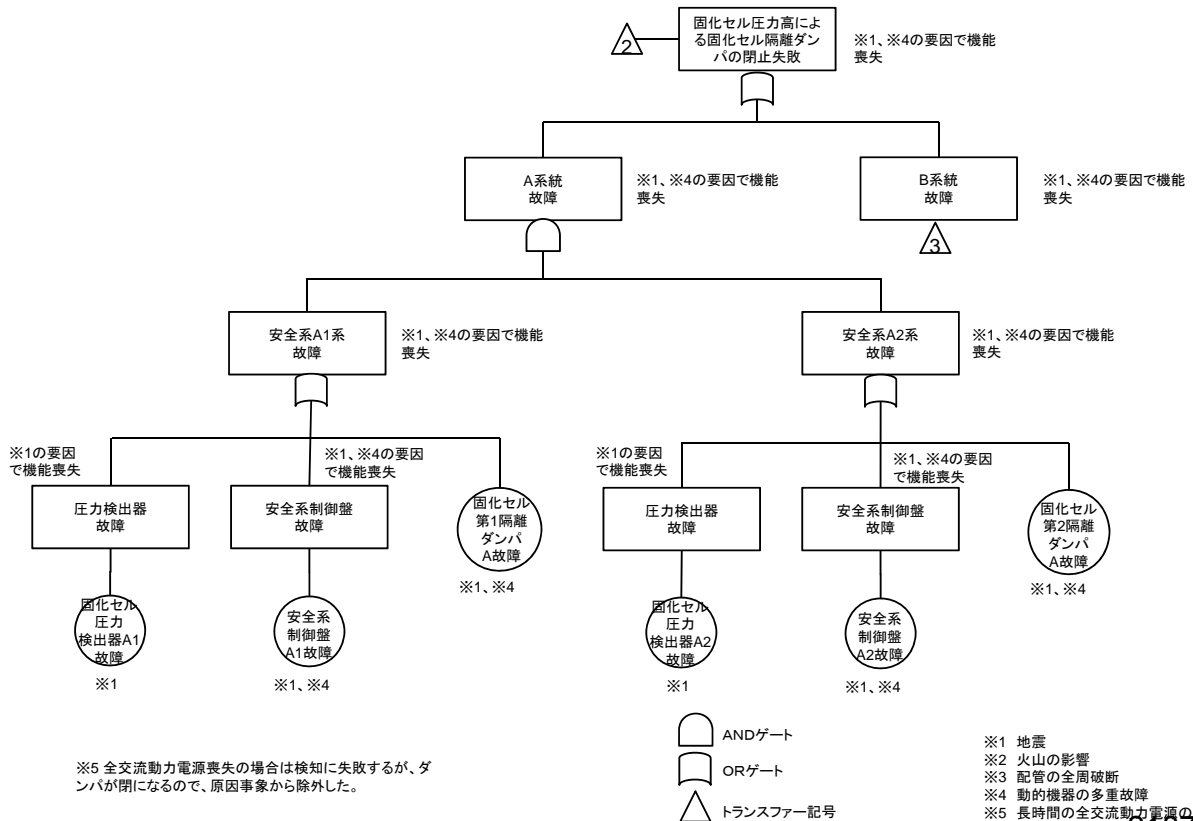 固化セル圧力高によ
る固化セル隔離ダン
パの閉止失敗
2
※1、※4の要因で機能
喪失
A系統
故障
※1、※4の要因で機能
喪失
B系統
故障
※1、※4の要因で機能
喪失
3
安全系A1系
故障
※1、※4の要因で機能
喪失
安全系A2系
故障
※1、※4の要因で機能
喪失
※1の要因
で機能喪失
※1、※4の要因
で機能喪失
※1の要因
で機能喪失
※1、※4の要因
で機能喪失
圧力検出器
故障
安全系制御盤
故障
固化セル
第1隔離
ダンパ
A故障
※1、※4
圧力検出器
故障
安全系制御盤
故障
固化セル
第2隔離
ダンパ
A故障
※1、※4
固化セル
圧力
検出器A1
故障
※1
安全系
制御盤
A1故障
※1、※4
固化セル
圧力
検出器A2
故障
※1
安全系
制御盤
A2故障
※1、※4
※5 全交流動力電源喪失の場合は検知に失敗するが、ダ
ンパが閉になるので、原因事象から除外した。
ANDゲート
ORゲート
トランスファー記号
※1 地震
※2 火山の影響
※3 配管の全周破断
※4 動的機器の多重故障
※5 長時間の全交流動力電源の